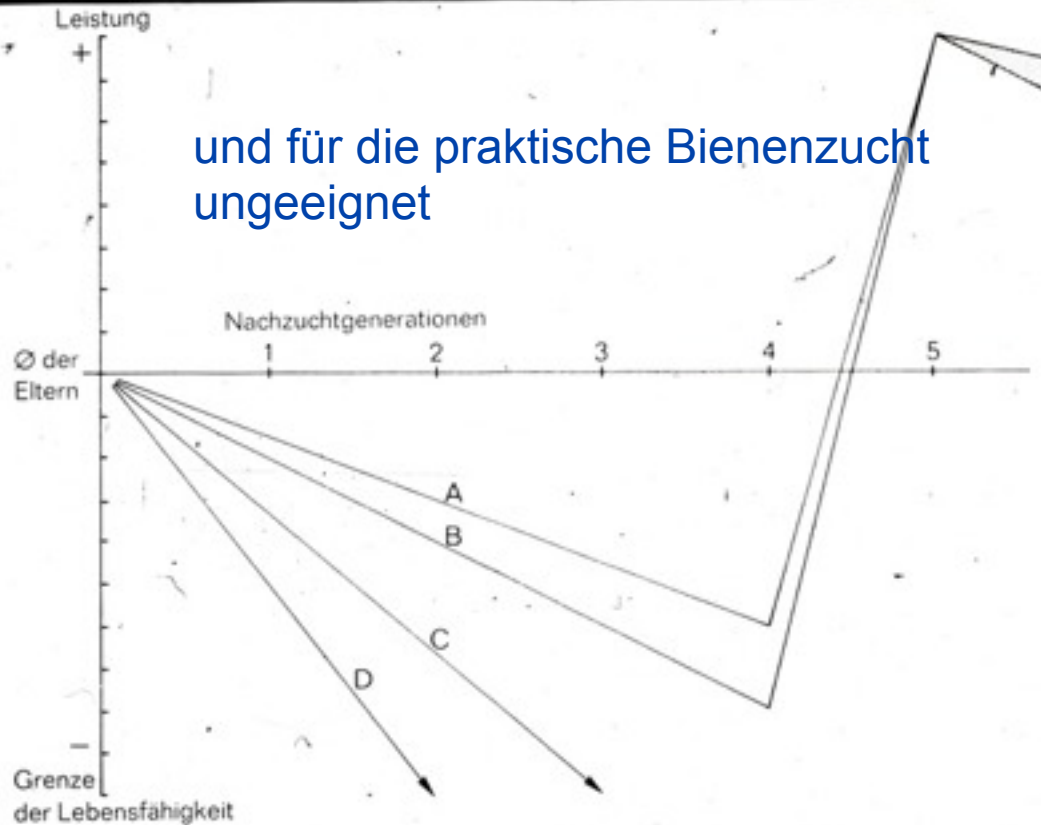 Leistung
+
und für die praktische Bienenzucht
ungeeignet
Nachzuchtgenerationen
1 2 3 4 5
Ø der
Eltern
A
B
C
D
–
Grenze
der Lebensfähigkeit